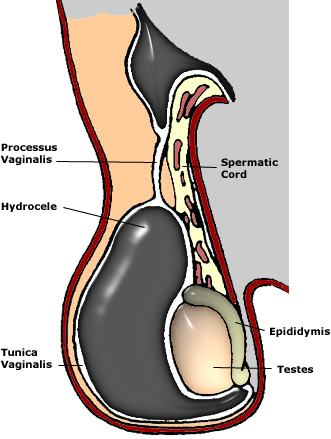 Processus
Vaginalis
Spermatic
Cord
Hydrocele
Epididymis
Tunica
Vaginalis
Testes